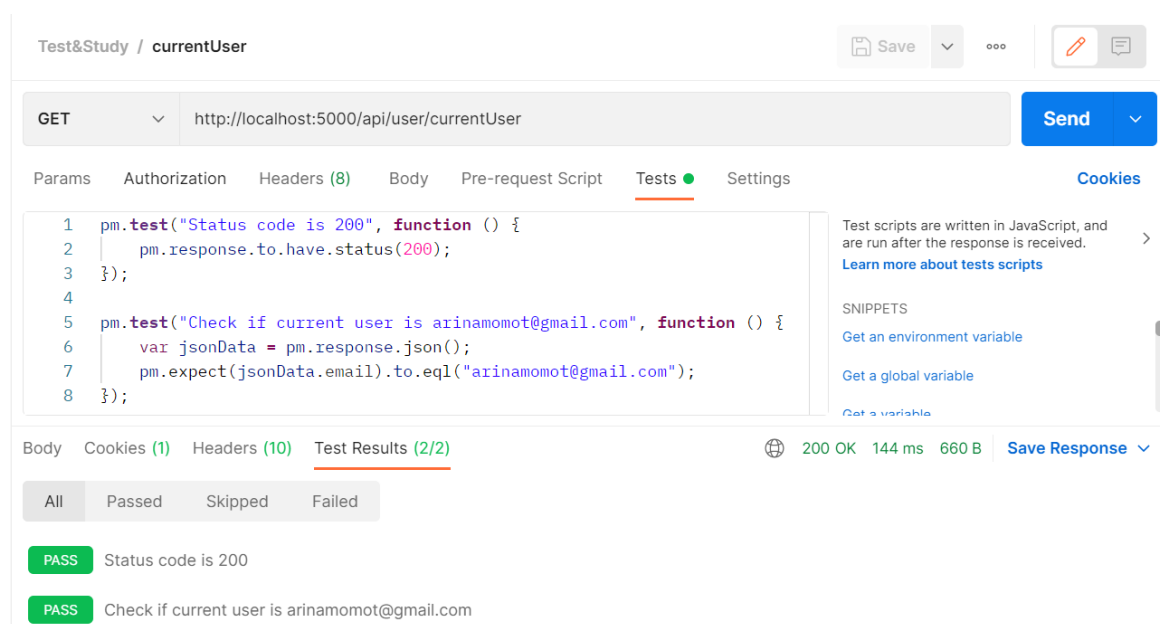 Test&Study / currentUser
Save
GET
http://localhost:5000/api/user/currentUser
Send
Params Authorization Headers (8) Body Pre-request Script Tests Settings Cookies
1 pm.test("Status code is 200", function () {
2 pm.response.to.have.status(200);
3 });
4
5 pm.test("Check if current user is arinamomot@gmail.com", function () {
6 var jsonData = pm.response.json();
7 pm.expect(jsonData.email).to.eql("arinamomot@gmail.com");
8 });
Test scripts are written in JavaScript, and
are run after the response is received.
Learn more about tests scripts
SNIPPETS
Get an environment variable
Get a global variable
Get a variable
Body Cookies (1) Headers (10) Test Results (2/2) 200 OK 144 ms 660 B Save Response
All Passed Skipped Failed
PASS Status code is 200
PASS Check if current user is arinamomot@gmail.com